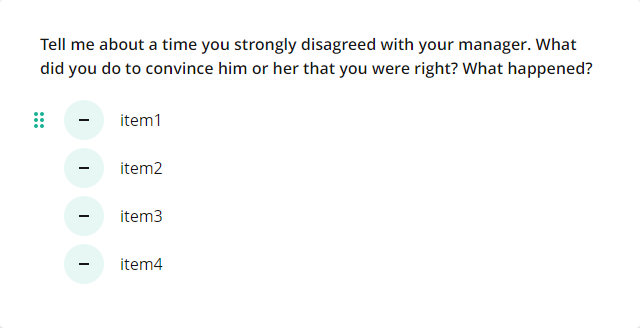 Tell me about a time you strongly disagreed with your manager. What
did you do to convince him or her that you were right? What happened?
item1
item2
item3
item4